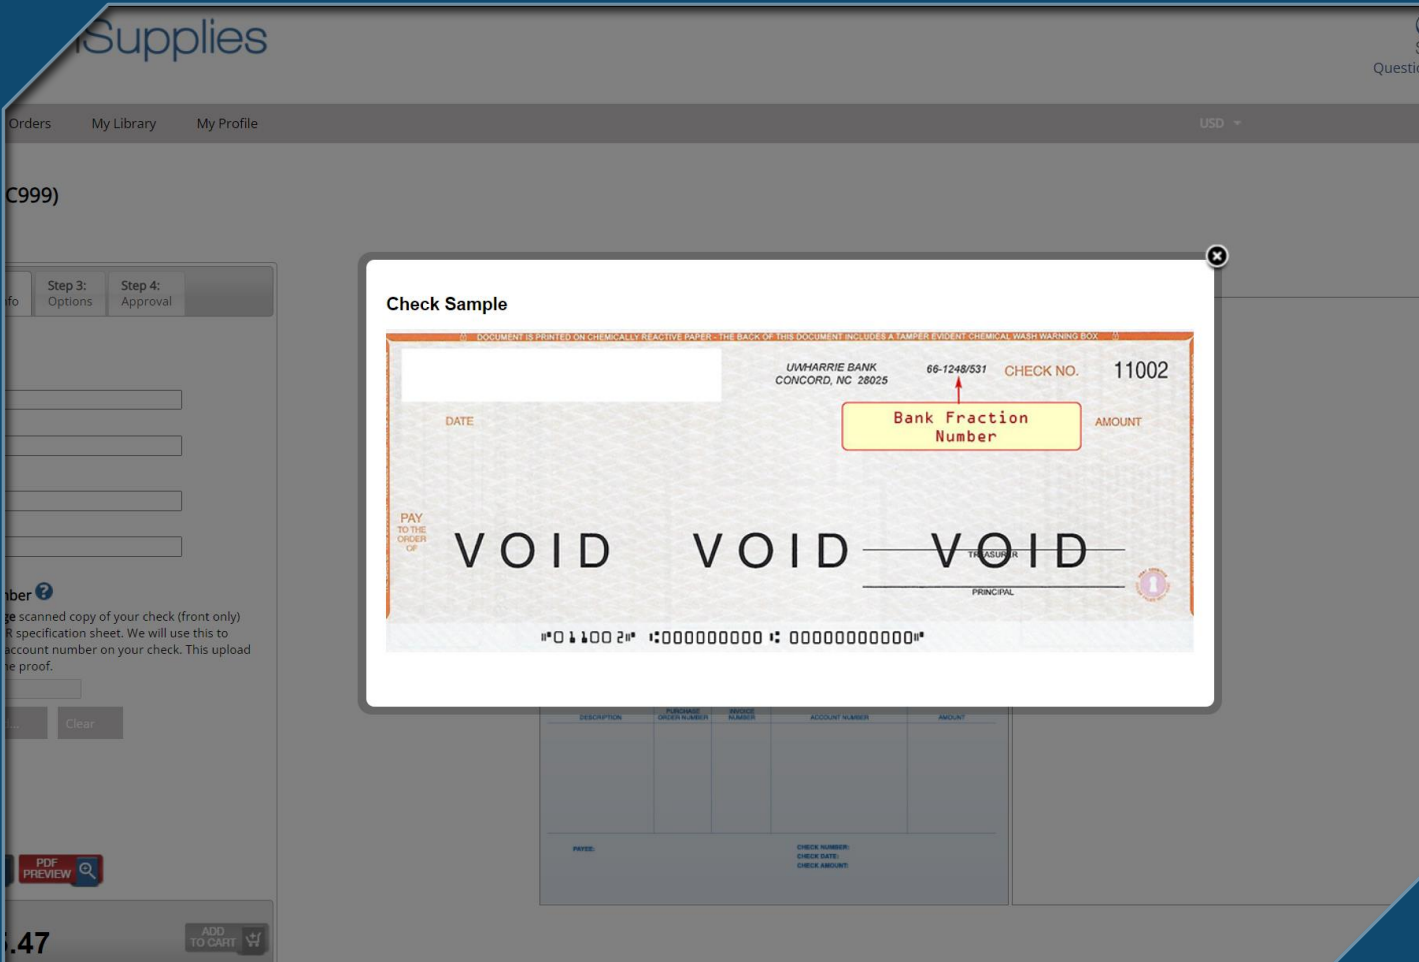 Supplies
Orders
My Library
My Profile
USD
C999)
Step 3:
Options
Step 4:
Approval
Check Sample
DOCUMENT IS PRINTED ON CHEMICALLY REACTIVE PAPER - THE BACK OF THIS DOCUMENT INCLUDES A TAMPER EVIDENT CHEMICAL WASH WARNING BOX
UWHARRIE BANK
CONCORD, NC 28025
66-1248/531
CHECK NO.
11002
Bank Fraction
Number
DATE
AMOUNT
PAY
TO THE
ORDER
OF
VOID VOID VOID
TREASURER
PRINCIPAL
⑈011002⑈ ⑆000000000⑆ 00000000000⑈
scanned copy of your check (front only)
R specification sheet. We will use this to
account number on your check. This upload
proof.
Clear
DESCRIPTION
PURCHASE
ORDER NUMBER
INVOICE
NUMBER
ACCOUNT NUMBER
AMOUNT
PAYEE:
CHECK NUMBER:
CHECK DATE:
CHECK AMOUNT:
PDF
PREVIEW
.47
ADD
TO CART